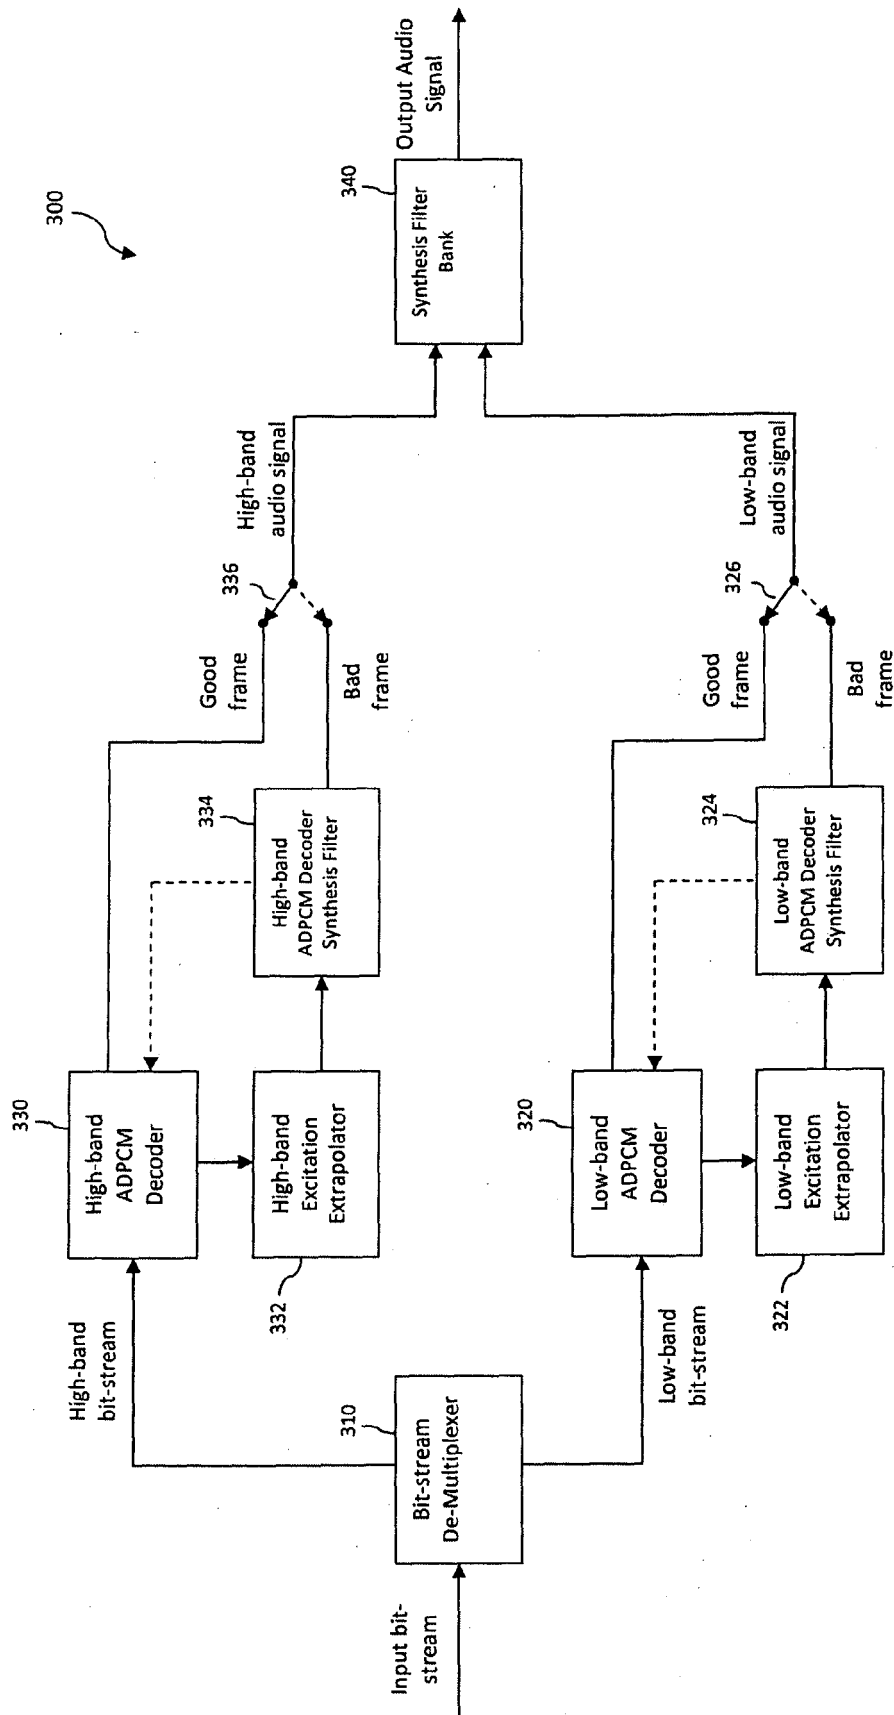 300
Input bit-
stream
Bit-stream
De-Multiplexer
310
High-band
bit-stream
Low-band
bit-stream
330
High-band
ADPCM
Decoder
332
High-band
Excitation
Extrapolator
334
High-band
ADPCM Decoder
Synthesis Filter
Good
frame
Bad
frame
336
High-band
audio signal
320
Low-band
ADPCM
Decoder
322
Low-band
Excitation
Extrapolator
324
Low-band
ADPCM Decoder
Synthesis Filter
Good
frame
Bad
frame
326
Low-band
audio signal
340
Synthesis Filter
Bank
Output Audio
Signal